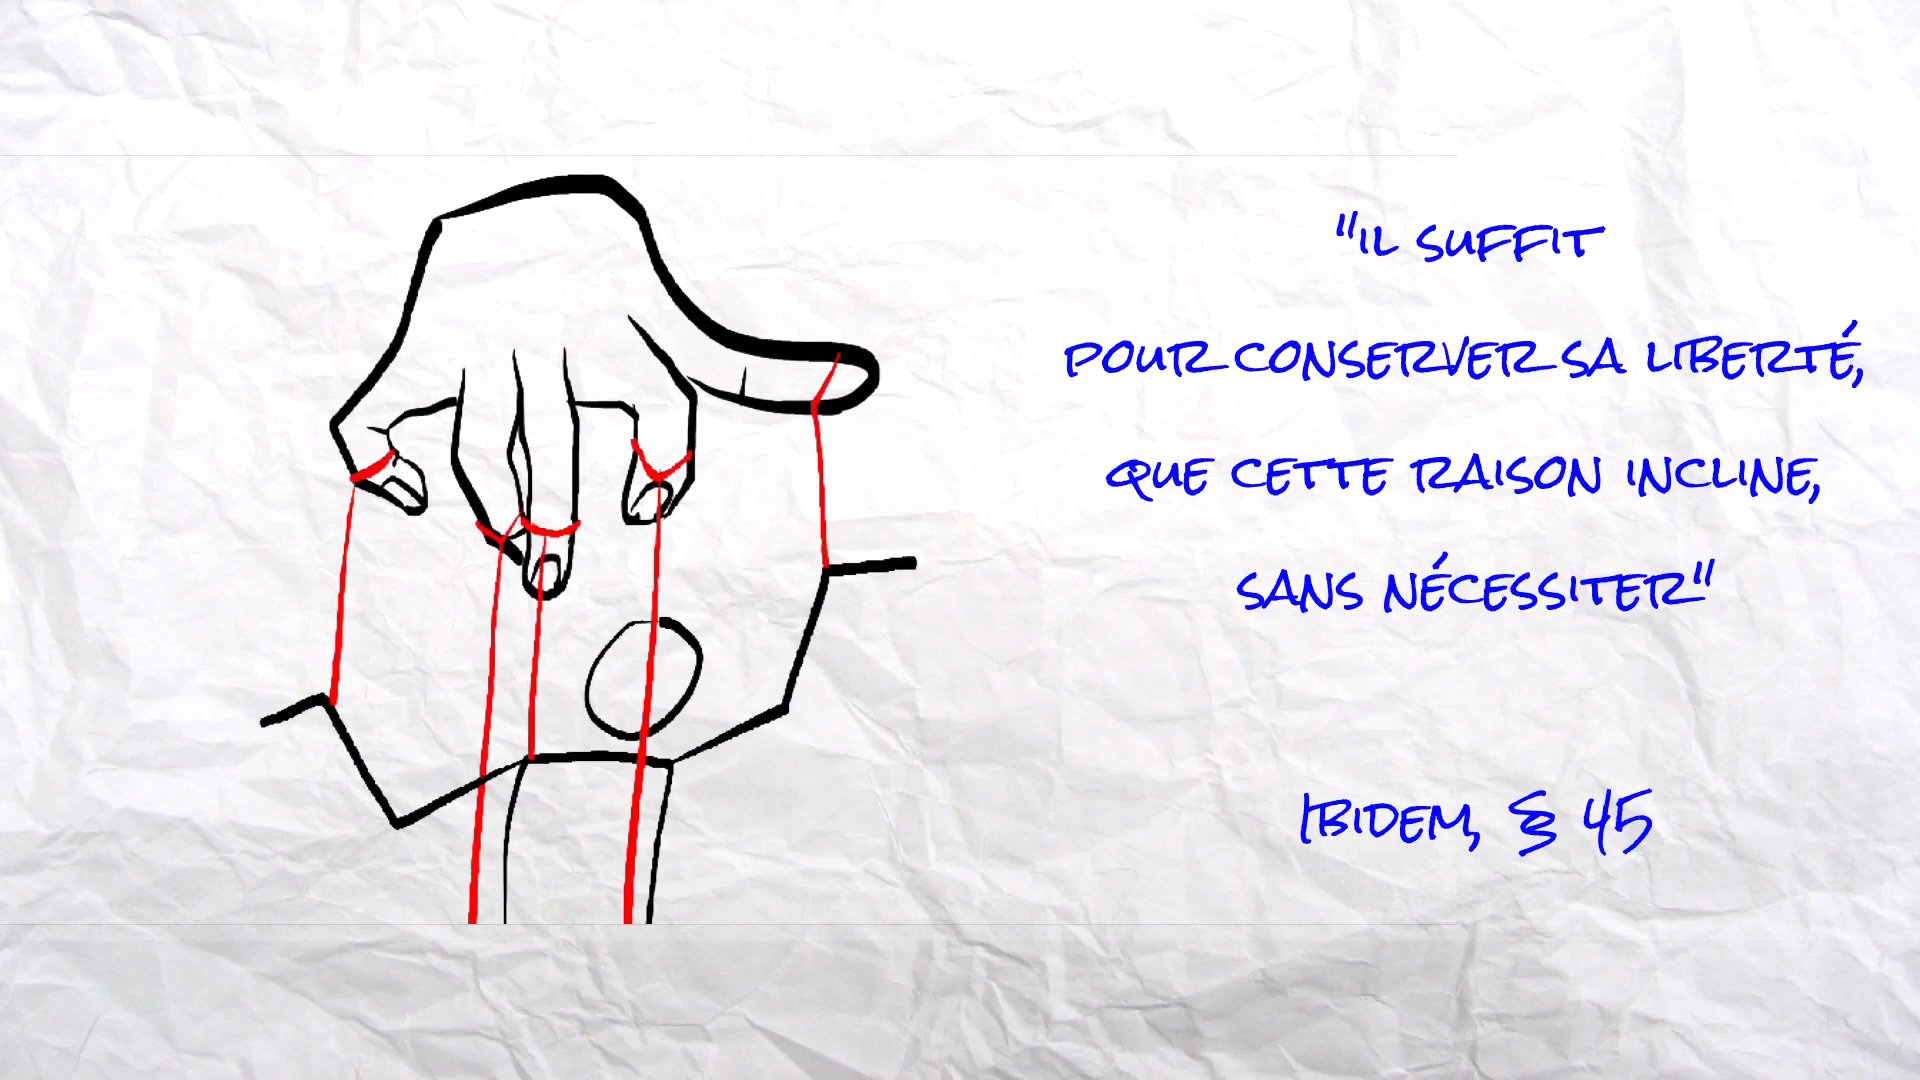 "IL SUFFIT
POUR CONSERVER SA LIBERTÉ,
QUE CETTE RAISON INCLINE,
SANS NÉCESSITER"
IBIDEM, § 45